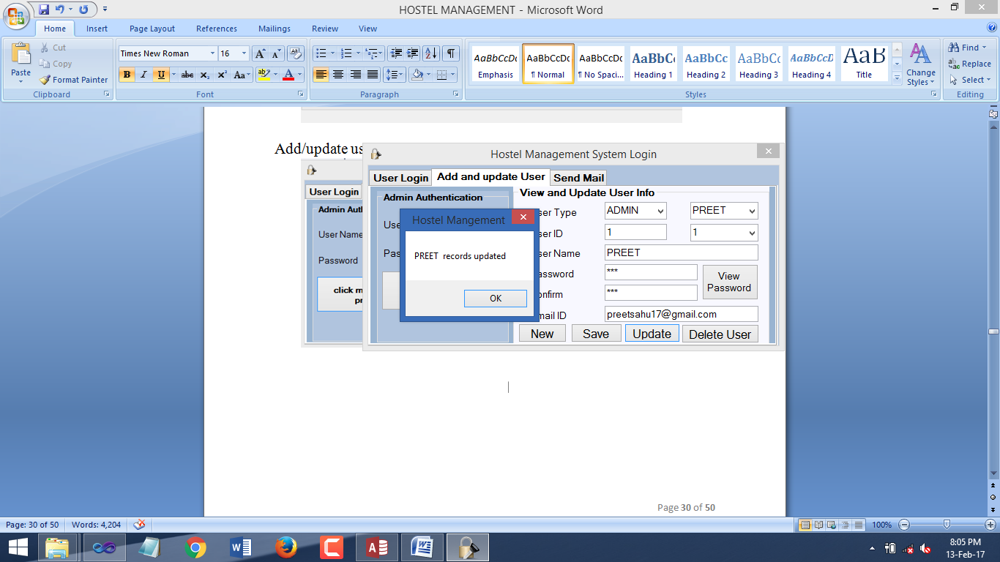 HOSTEL MANAGEMENT - Microsoft Word
Home Insert Page Layout References Mailings Review View
Paste
Cut
Copy
Format Painter
Clipboard
Times New Roman 16
B I U abc x₂ x² Aa ab A
Font
Paragraph
AaBbCcDc AaBbCcDc AaBbCcDc AaBbC AaBbCc AaBbCc AaBbCcD AaB
Emphasis ¶ Normal ¶ No Spaci... Heading 1 Heading 2 Heading 3 Heading 4 Title
Change Styles
Styles
Find
Replace
Select
Editing
Add/update us
User Login
Admin Auth
User Name
Password
click m
pr
Hostel Management System Login
User Login Add and update User Send Mail
Admin Authentication
Use
Pas
View and Update User Info
ser Type ADMIN PREET
ser ID 1 1
ser Name PREET
assword ***
View Password
onfirm ***
mail ID preetsahu17@gmail.com
New Save Update Delete User
Hostel Mangement
PREET records updated
OK
Page 30 of 50
Page: 30 of 50 Words: 4,204 100%
8:05 PM
13-Feb-17